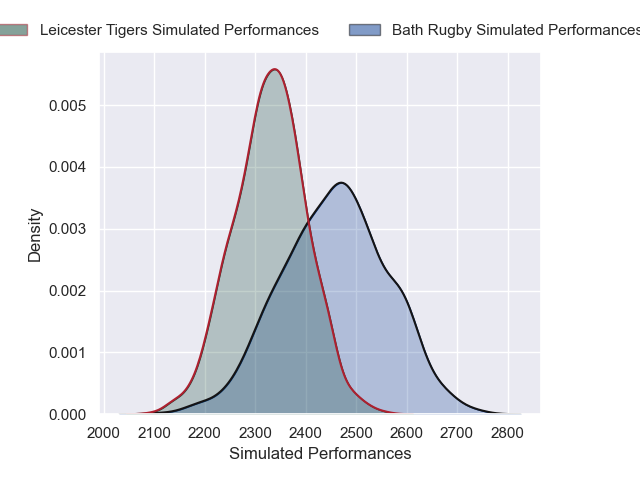 Leicester Tigers Simulated Performances
Bath Rugby Simulated Performances
0.005
0.004
0.003
0.002
0.001
0.000
Density
2000 2100 2200 2300 2400 2500 2600 2700 2800
Simulated Performances